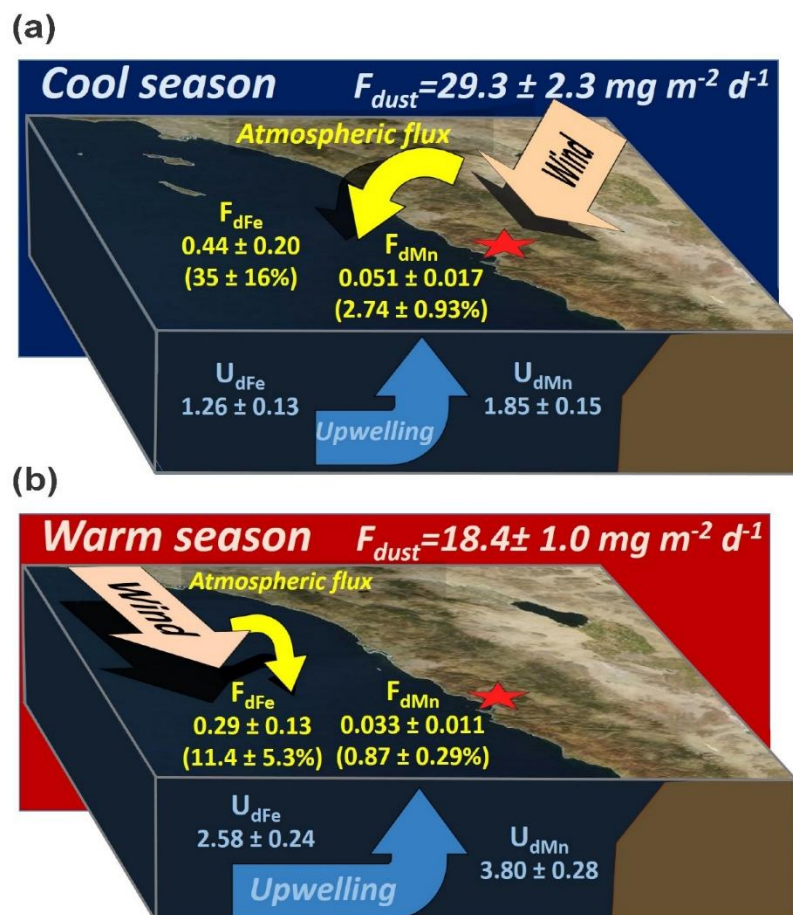 (a)
Cool season F_dust=29.3 ± 2.3 mg m⁻² d⁻¹
Atmospheric flux
Wind
F_dFe
0.44 ± 0.20
(35 ± 16%)
F_dMn
0.051 ± 0.017
(2.74 ± 0.93%)
U_dFe
1.26 ± 0.13
U_dMn
1.85 ± 0.15
Upwelling
(b)
Warm season F_dust=18.4± 1.0 mg m⁻² d⁻¹
Atmospheric flux
Wind
F_dFe
0.29 ± 0.13
(11.4 ± 5.3%)
F_dMn
0.033 ± 0.011
(0.87 ± 0.29%)
U_dFe
2.58 ± 0.24
U_dMn
3.80 ± 0.28
Upwelling